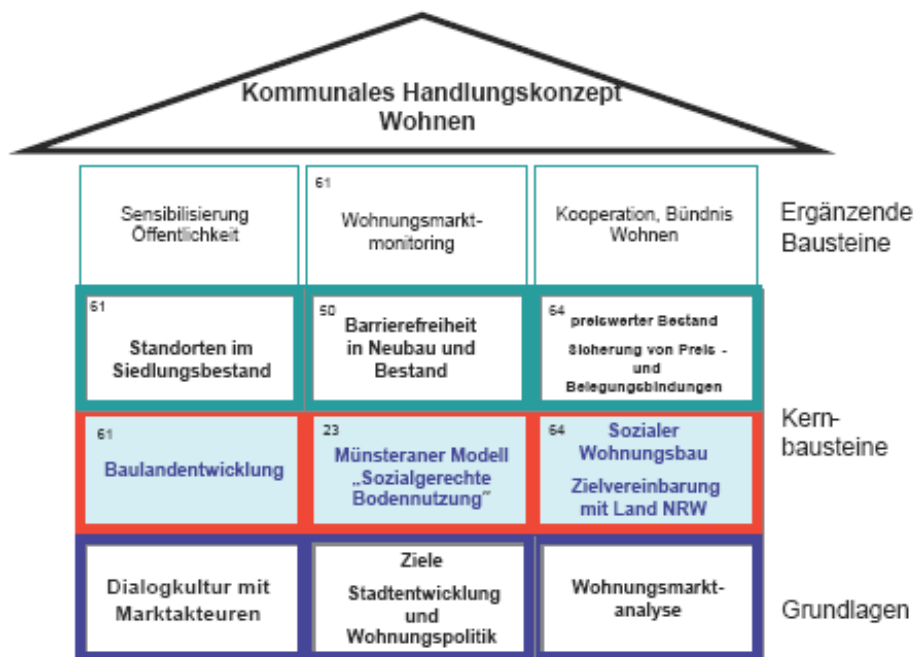 Kommunales Handlungskonzept
Wohnen
Sensibilisierung
Öffentlichkeit
61
Wohnungsmarkt-
monitoring
Kooperation, Bündnis
Wohnen
Ergänzende
Bausteine
61
Standorten im
Siedlungsbestand
50
Barrierefreiheit
in Neubau und
Bestand
64
preiswerter Bestand
Sicherung von Preis -
und
Belegungsbindungen
61
Baulandentwicklung
23
Münsteraner Modell
„Sozialgerechte
Bodennutzung″
64
Sozialer
Wohnungsbau
Zielvereinbarung
mit Land NRW
Kern-
bausteine
Dialogkultur mit
Marktakteuren
Ziele
Stadtentwicklung
und
Wohnungspolitik
Wohnungsmarkt-
analyse
Grundlagen